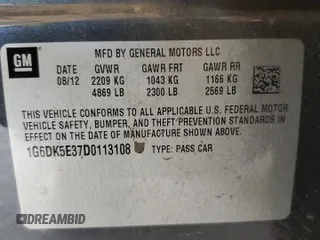 GM
MFD BY GENERAL MOTORS LLC
DATE GVWR GAWR FRT GAWR RR
08/12 2209 KG 1043 KG 1166 KG
4869 LB 2300 LB 2569 LB
THIS VEHICLE CONFORMS TO ALL APPLICABLE U.S. FEDERAL MOTOR
VEHICLE SAFETY, BUMPER, AND THEFT PREVENTION STANDARDS IN
EFFECT ON THE DATE OF MANUFACTURE SHOWN ABOVE.
1G6DK5E37D0113108 TYPE: PASS CAR
© DREAMBID